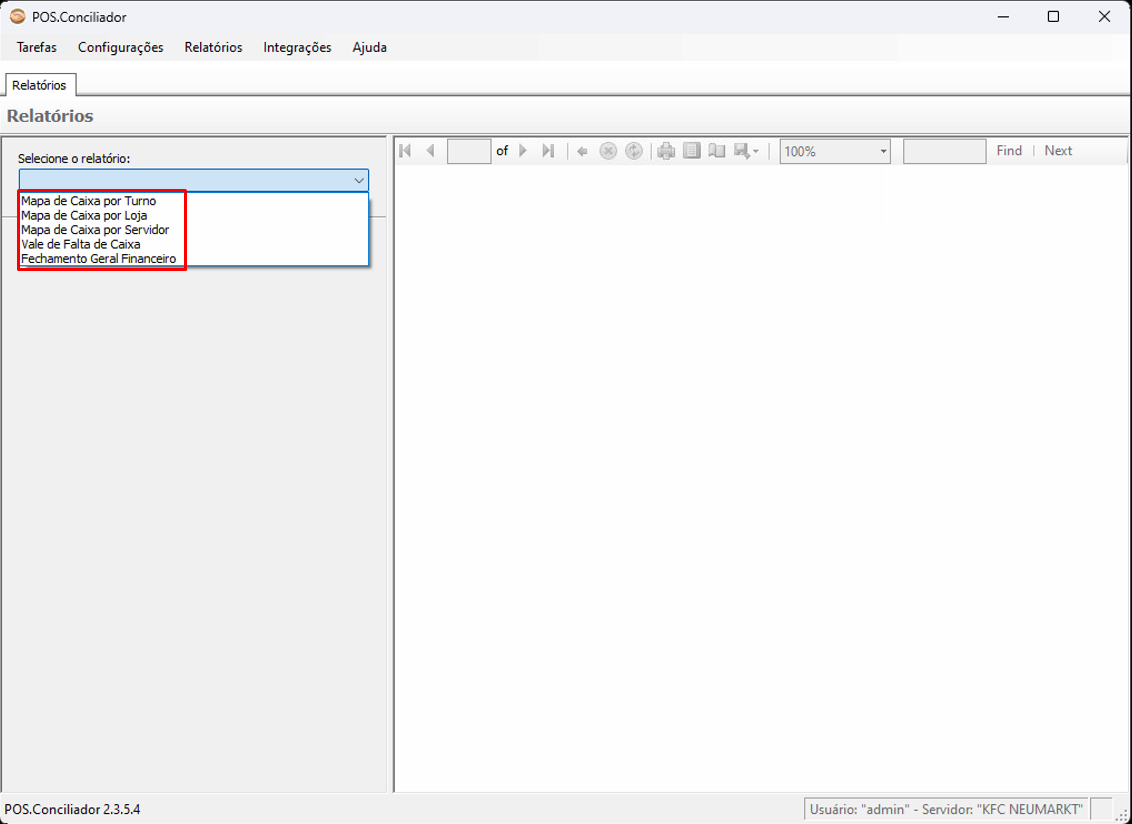 POS.Conciliador
Tarefas Configurações Relatórios Integrações Ajuda
Relatórios
Relatórios
Selecione o relatório:
Mapa de Caixa por Turno
Mapa de Caixa por Loja
Mapa de Caixa por Servidor
Vale de Falta de Caixa
Fechamento Geral Financeiro
of 100% Find Next
POS.Conciliador 2.3.5.4
Usuário: "admin" - Servidor: "KFC NEUMARKT"